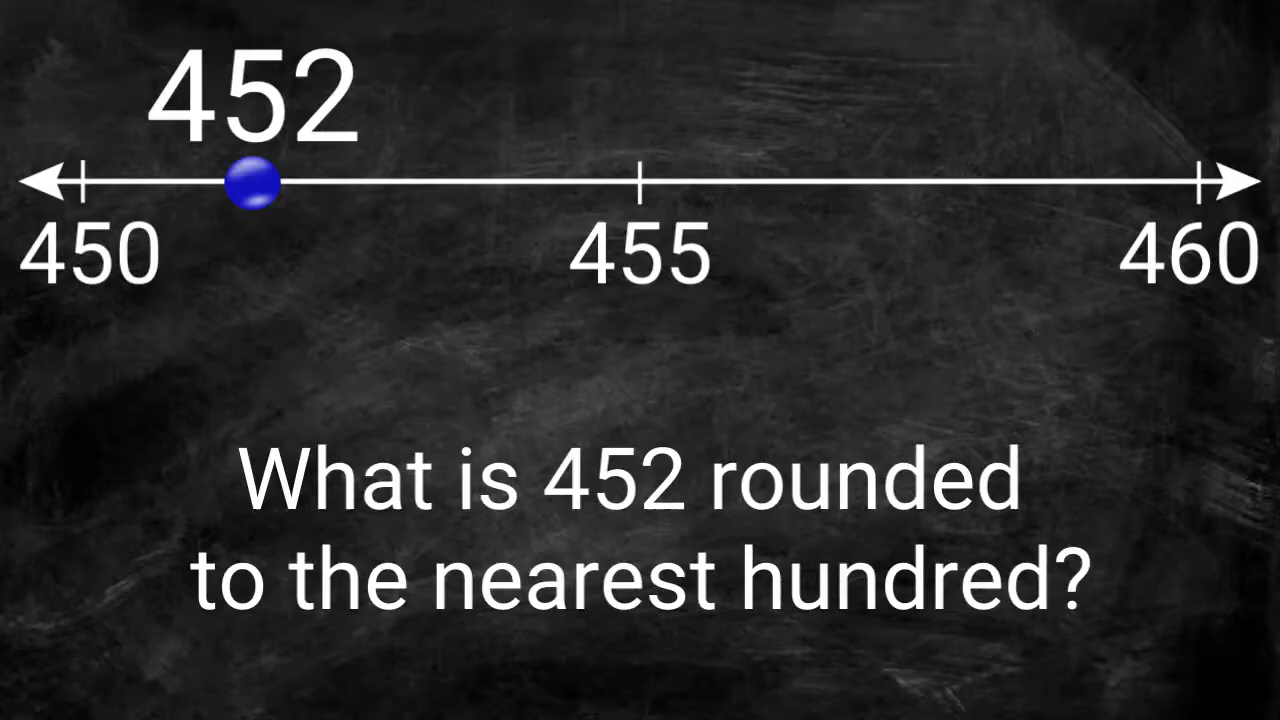 452
450 455 460
What is 452 rounded
to the nearest hundred?